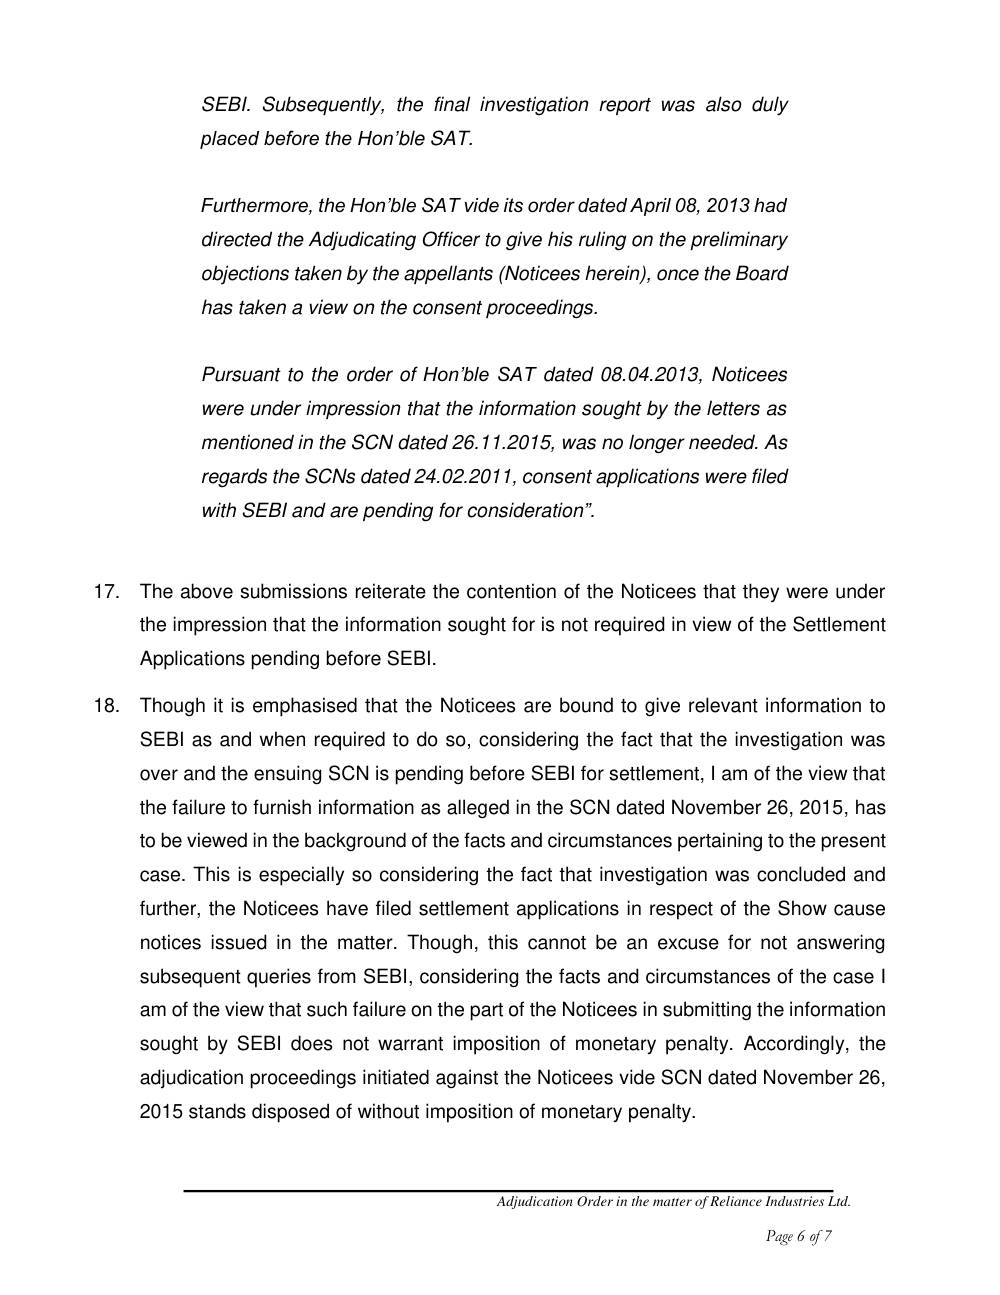 SEBI. Subsequently, the final investigation report was also duly
placed before the Hon’ble SAT.
Furthermore, the Hon’ble SAT vide its order dated April 08, 2013 had
directed the Adjudicating Officer to give his ruling on the preliminary
objections taken by the appellants (Noticees herein), once the Board
has taken a view on the consent proceedings.
Pursuant to the order of Hon’ble SAT dated 08.04.2013, Noticees
were under impression that the information sought by the letters as
mentioned in the SCN dated 26.11.2015, was no longer needed. As
regards the SCNs dated 24.02.2011, consent applications were filed
with SEBI and are pending for consideration”.
17. The above submissions reiterate the contention of the Noticees that they were under
the impression that the information sought for is not required in view of the Settlement
Applications pending before SEBI.
18. Though it is emphasised that the Noticees are bound to give relevant information to
SEBI as and when required to do so, considering the fact that the investigation was
over and the ensuing SCN is pending before SEBI for settlement, I am of the view that
the failure to furnish information as alleged in the SCN dated November 26, 2015, has
to be viewed in the background of the facts and circumstances pertaining to the present
case. This is especially so considering the fact that investigation was concluded and
further, the Noticees have filed settlement applications in respect of the Show cause
notices issued in the matter. Though, this cannot be an excuse for not answering
subsequent queries from SEBI, considering the facts and circumstances of the case I
am of the view that such failure on the part of the Noticees in submitting the information
sought by SEBI does not warrant imposition of monetary penalty. Accordingly, the
adjudication proceedings initiated against the Noticees vide SCN dated November 26,
2015 stands disposed of without imposition of monetary penalty.
Adjudication Order in the matter of Reliance Industries Ltd.
Page 6 of 7